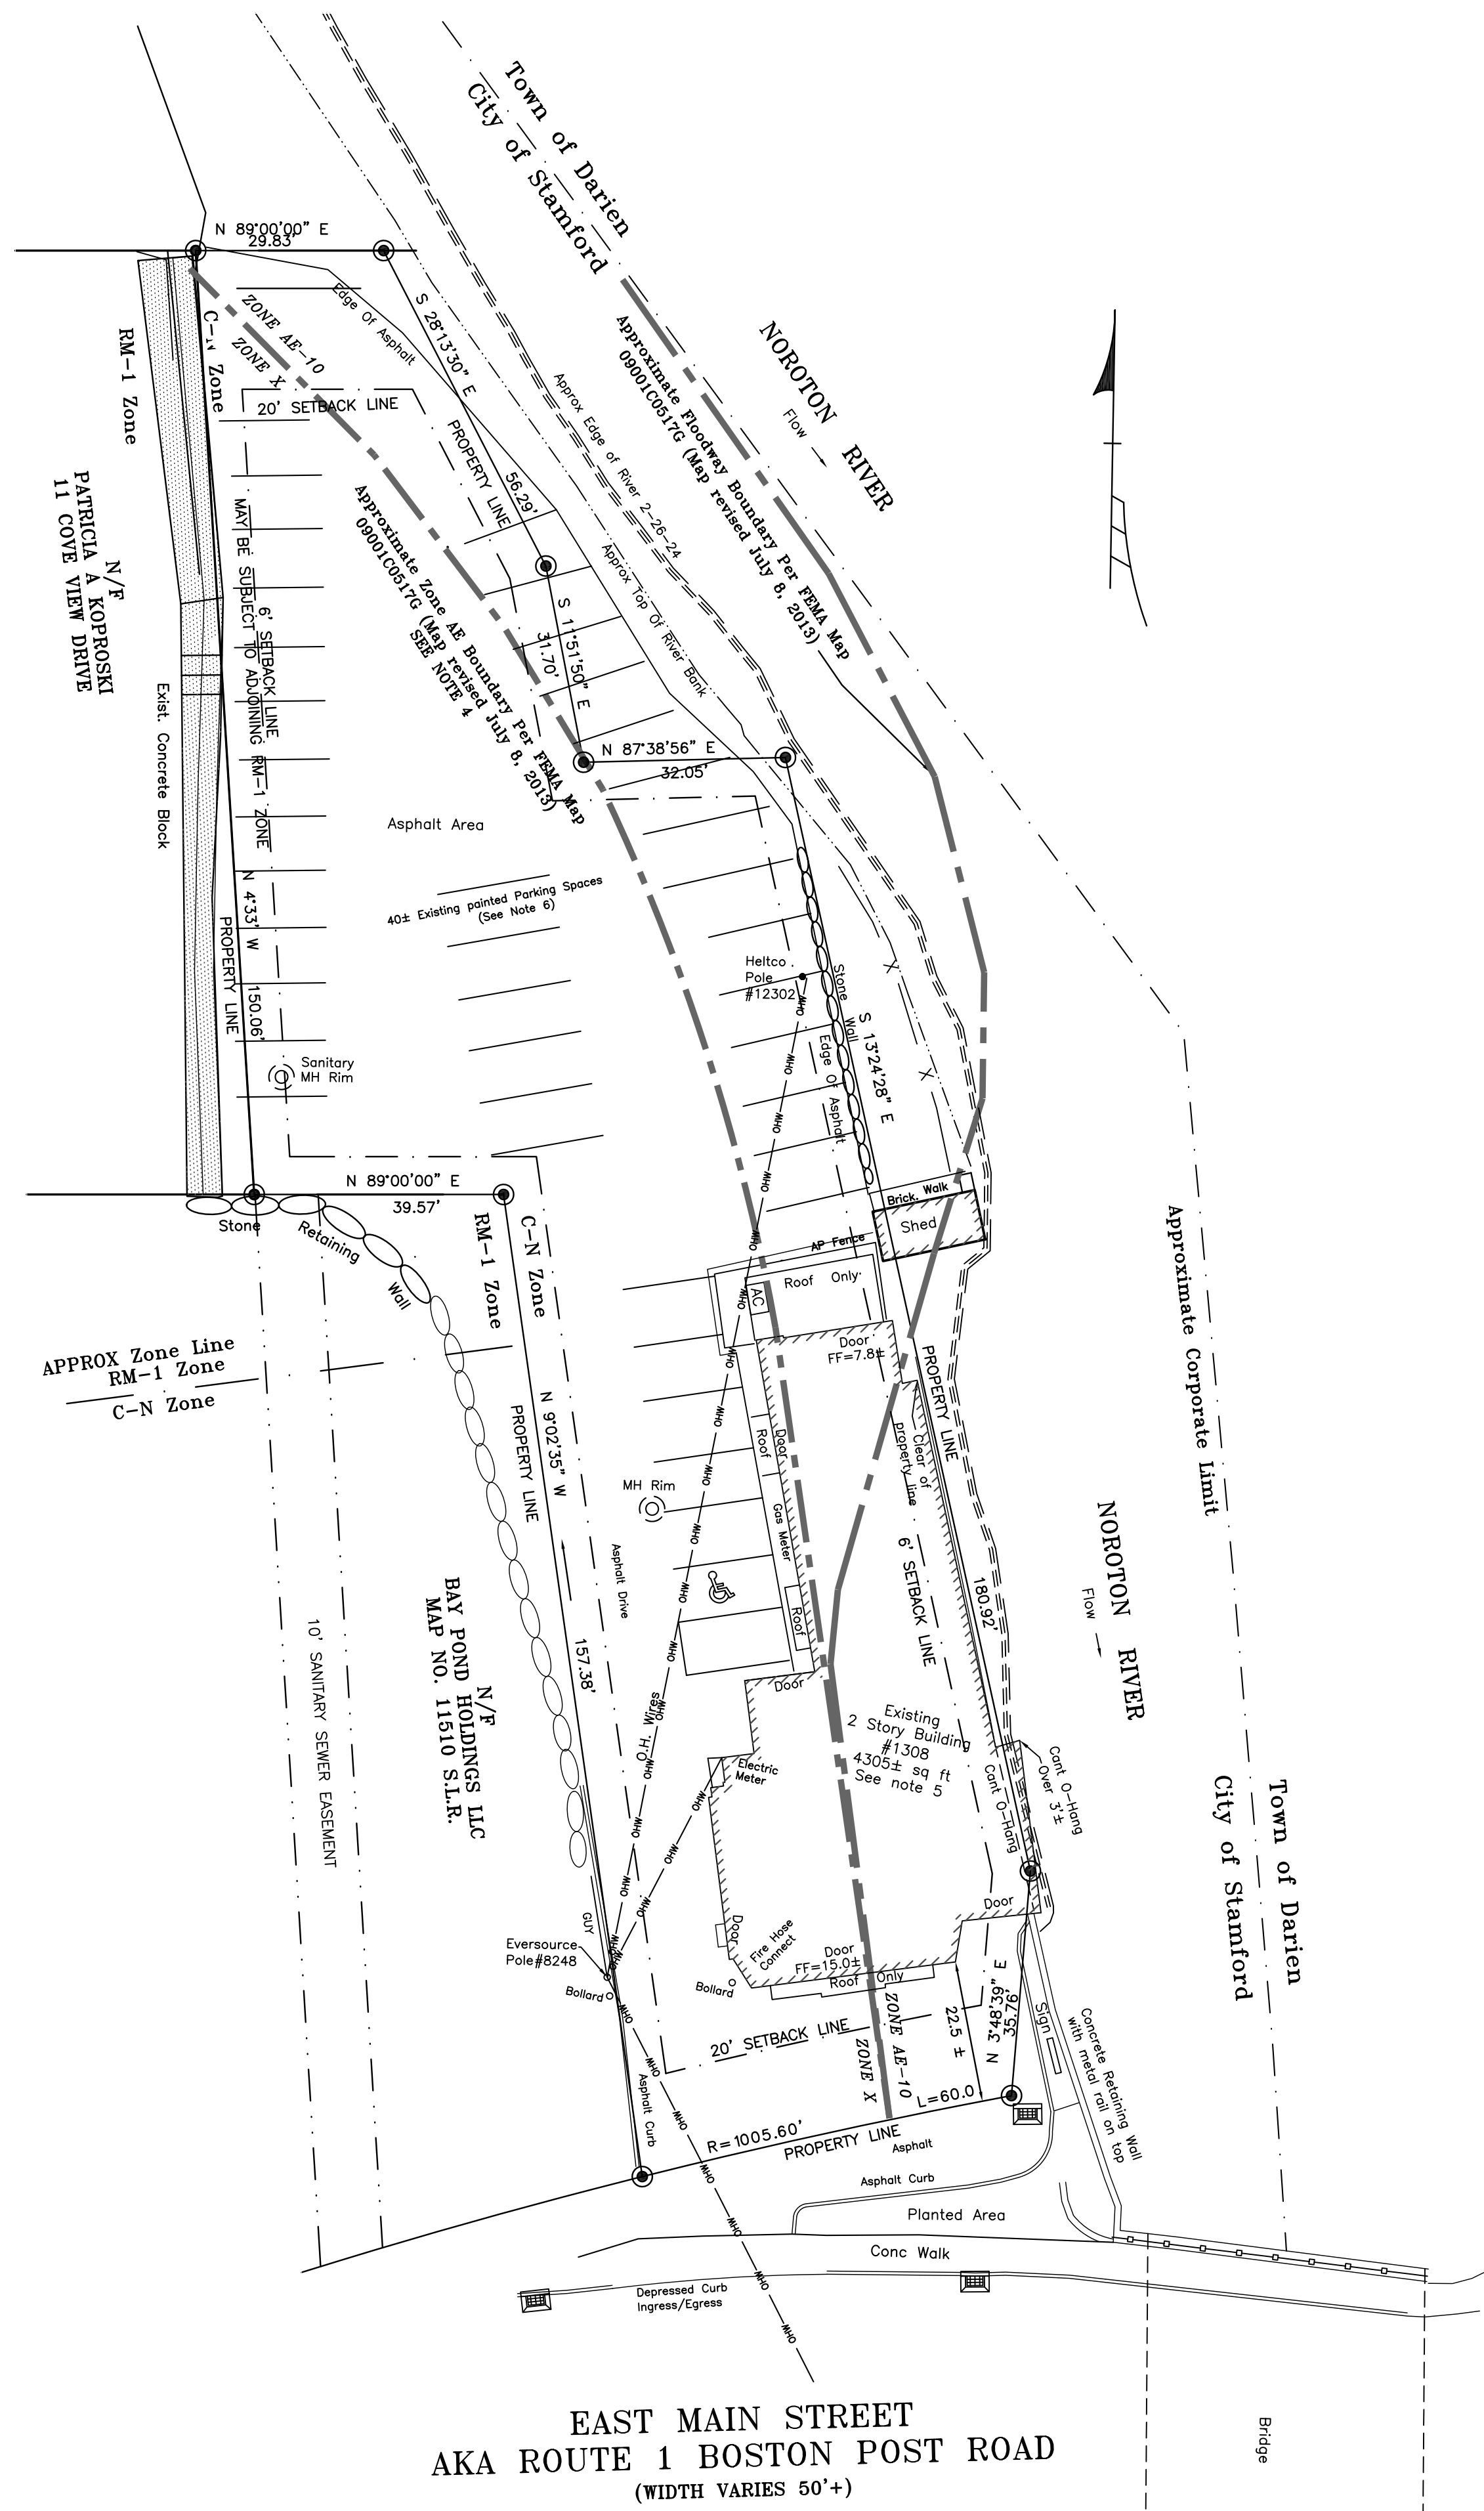 Town of Darien
City of Stamford
N 89°00'00" E
29.83'
RM-1 Zone
ZONE AE-10
ZONE X
Edge Of Asphalt
S 28°13'30" E
56.29'
20' SETBACK LINE
PROPERTY LINE
Approx Edge of River 2-26-24
Approximate Floodway Boundary Per FEMA Map
09001C0517G (Map revised July 8, 2013)
NOROTON RIVER
Flow
N/F
PATRICIA A KOPROSKI
11 COVE VIEW DRIVE
Exist. Concrete Block
6' SETBACK LINE
MAY BE SUBJECT TO ADJOINING RM-1 ZONE
Approximate Zone AE Boundary Per FEMA Map
09001C0517G (Map revised July 8, 2013)
SEE NOTE 4
Approx Top Of River Bank
S 11°51'50" E
31.70'
N 87°38'56" E
32.05'
Asphalt Area
40± Existing painted Parking Spaces
(See Note 6)
N 4°33' W
150.06'
PROPERTY LINE
Heltco
Pole
#12302
Stone Wall
Edge Of Asphalt
S 13°24'28" E
X
X
Sanitary
MH Rim
N 89°00'00" E
39.57'
Stone Retaining Wall
RM-1 Zone
C-N Zone
APPROX Zone Line
RM-1 Zone
C-N Zone
Brick. Walk
Shed
AP Fence
Roof Only
AC
Door
FF=7.8±
Roof
Door
Gas Meter
Roof
Door
Clear of
property line
PROPERTY LINE
180.92'
6' SETBACK LINE
Approximate Corporate Limit
N 9°02'35" W
157.38'
PROPERTY LINE
MH Rim
Asphalt Drive
NOROTON RIVER
Flow
N/F
BAY POND HOLDINGS LLC
MAP NO. 11510 S.L.R.
10' SANITARY SEWER EASEMENT
O.H. Wires
OHW
Electric
Meter
Existing
2 Story Building
#1308
4305± sq ft
See note 5
Cant O-Hang
Cant O-Hang
Over 3'±
Town of Darien
City of Stamford
GUY
Eversource
Pole#8248
Bollard
Bollard
Door
Fire Hose
Connect
Door
FF=15.0±
Roof Only
Door
N 3°48'39" E
35.76'
22.5 ±
Sign
Concrete Retaining Wall
with metal rail on top
20' SETBACK LINE
ZONE AE-10
ZONE X
L=60.0
R=1005.60'
PROPERTY LINE
Asphalt Curb
Asphalt
Asphalt Curb
Planted Area
Conc Walk
Depressed Curb
Ingress/Egress
Bridge
EAST MAIN STREET
AKA ROUTE 1 BOSTON POST ROAD
(WIDTH VARIES 50'+)